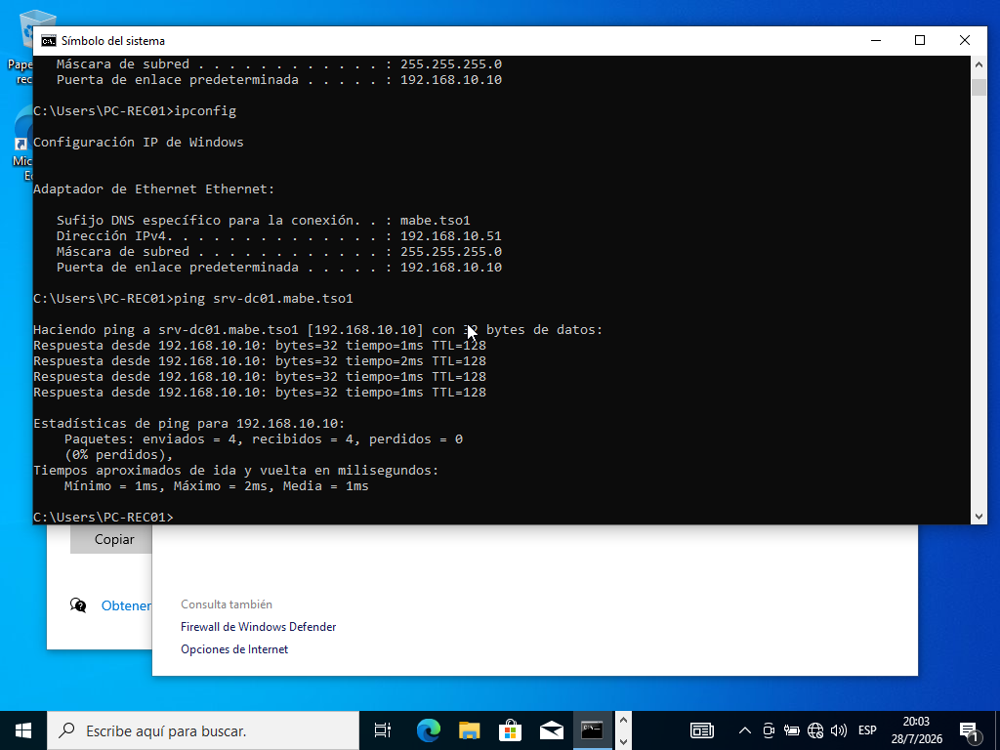 Símbolo del sistema
Máscara de subred . . . . . . . . . . . . : 255.255.255.0
Puerta de enlace predeterminada . . . . . : 192.168.10.10
C:\Users\PC-REC01>ipconfig
Configuración IP de Windows
Adaptador de Ethernet Ethernet:
Sufijo DNS específico para la conexión. . : mabe.tso1
Dirección IPv4. . . . . . . . . . . . . . : 192.168.10.51
Máscara de subred . . . . . . . . . . . . : 255.255.255.0
Puerta de enlace predeterminada . . . . . : 192.168.10.10
C:\Users\PC-REC01>ping srv-dc01.mabe.tso1
Haciendo ping a srv-dc01.mabe.tso1 [192.168.10.10] con 32 bytes de datos:
Respuesta desde 192.168.10.10: bytes=32 tiempo=1ms TTL=128
Respuesta desde 192.168.10.10: bytes=32 tiempo=2ms TTL=128
Respuesta desde 192.168.10.10: bytes=32 tiempo=1ms TTL=128
Respuesta desde 192.168.10.10: bytes=32 tiempo=1ms TTL=128
Estadísticas de ping para 192.168.10.10:
Paquetes: enviados = 4, recibidos = 4, perdidos = 0
(0% perdidos),
Tiempos aproximados de ida y vuelta en milisegundos:
Mínimo = 1ms, Máximo = 2ms, Media = 1ms
C:\Users\PC-REC01>
Copiar
Obtener
Consulta también
Firewall de Windows Defender
Opciones de Internet
Escribe aquí para buscar.
ESP
20:03
28/7/2026
1